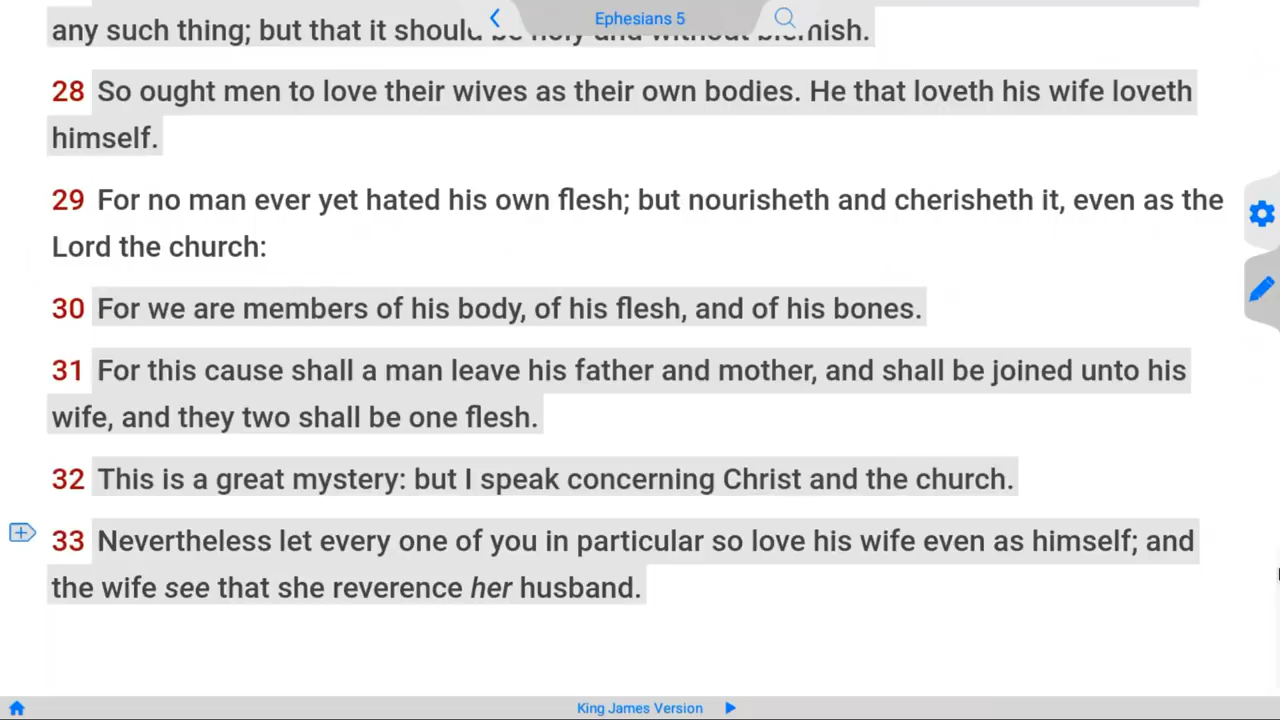 Ephesians 5
any such thing; but that it should be holy and without blemish.
28 So ought men to love their wives as their own bodies. He that loveth his wife loveth
himself.
29 For no man ever yet hated his own flesh; but nourisheth and cherisheth it, even as the
Lord the church:
30 For we are members of his body, of his flesh, and of his bones.
31 For this cause shall a man leave his father and mother, and shall be joined unto his
wife, and they two shall be one flesh.
32 This is a great mystery: but I speak concerning Christ and the church.
33 Nevertheless let every one of you in particular so love his wife even as himself; and
the wife see that she reverence her husband.
King James Version